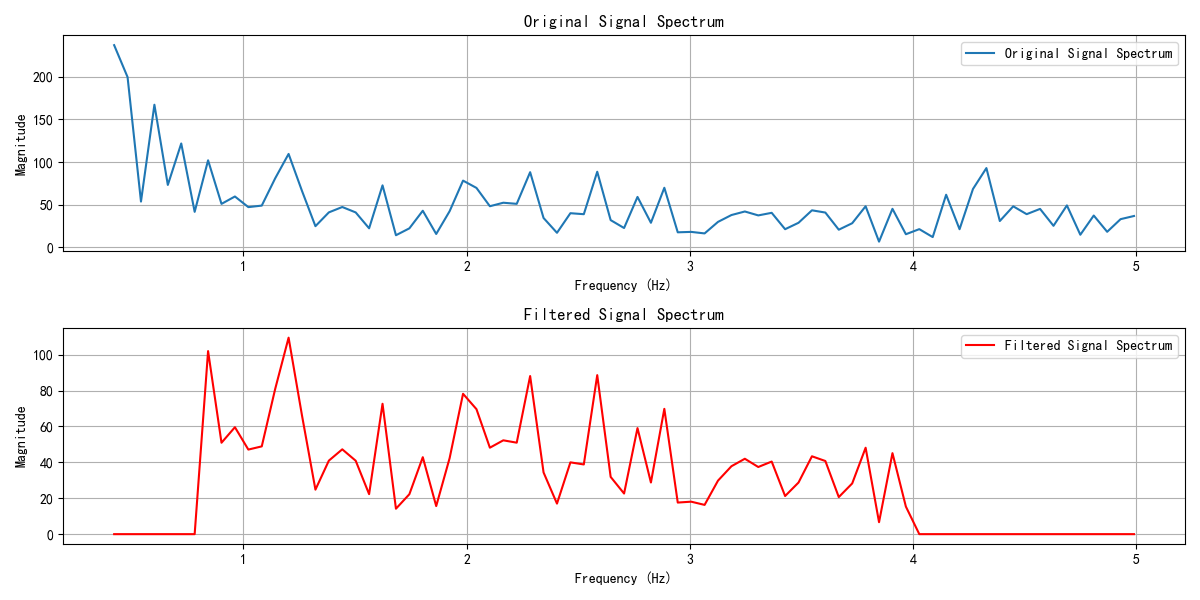 Original Signal Spectrum
Original Signal Spectrum
Magnitude
200
150
100
50
0
1 2 3 4 5
Frequency (Hz)
Filtered Signal Spectrum
Filtered Signal Spectrum
Magnitude
100
80
60
40
20
0
1 2 3 4 5
Frequency (Hz)